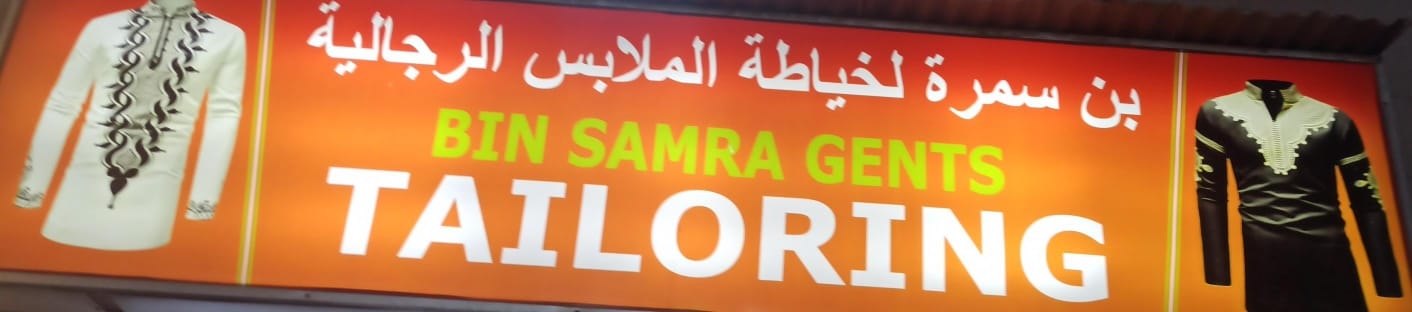 بن سمرة لخياطة الملابس الرجالية
BIN SAMRA GENTS
TAILORING